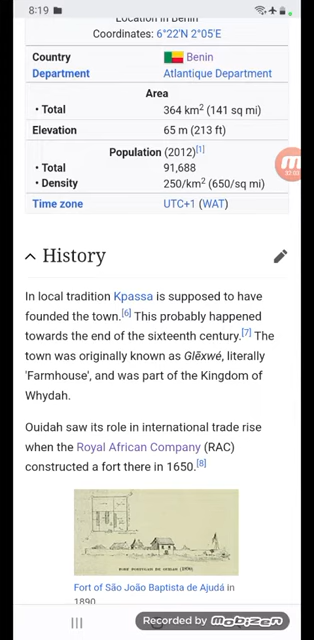 8:19
Location in Benin
Coordinates: 6°22′N 2°05′E
Country Benin
Department Atlantique Department
Area
• Total 364 km² (141 sq mi)
Elevation 65 m (213 ft)
Population (2012)[1]
• Total 91,688
• Density 250/km² (650/sq mi)
Time zone UTC+1 (WAT)
History
In local tradition Kpassa is supposed to have
founded the town.[6] This probably happened
towards the end of the sixteenth century.[7] The
town was originally known as Glēxwé, literally
'Farmhouse', and was part of the Kingdom of
Whydah.
Ouidah saw its role in international trade rise
when the Royal African Company (RAC)
constructed a fort there in 1650.[8]
Fort of São João Baptista de Ajudá in
1890
Recorded by Mobizen